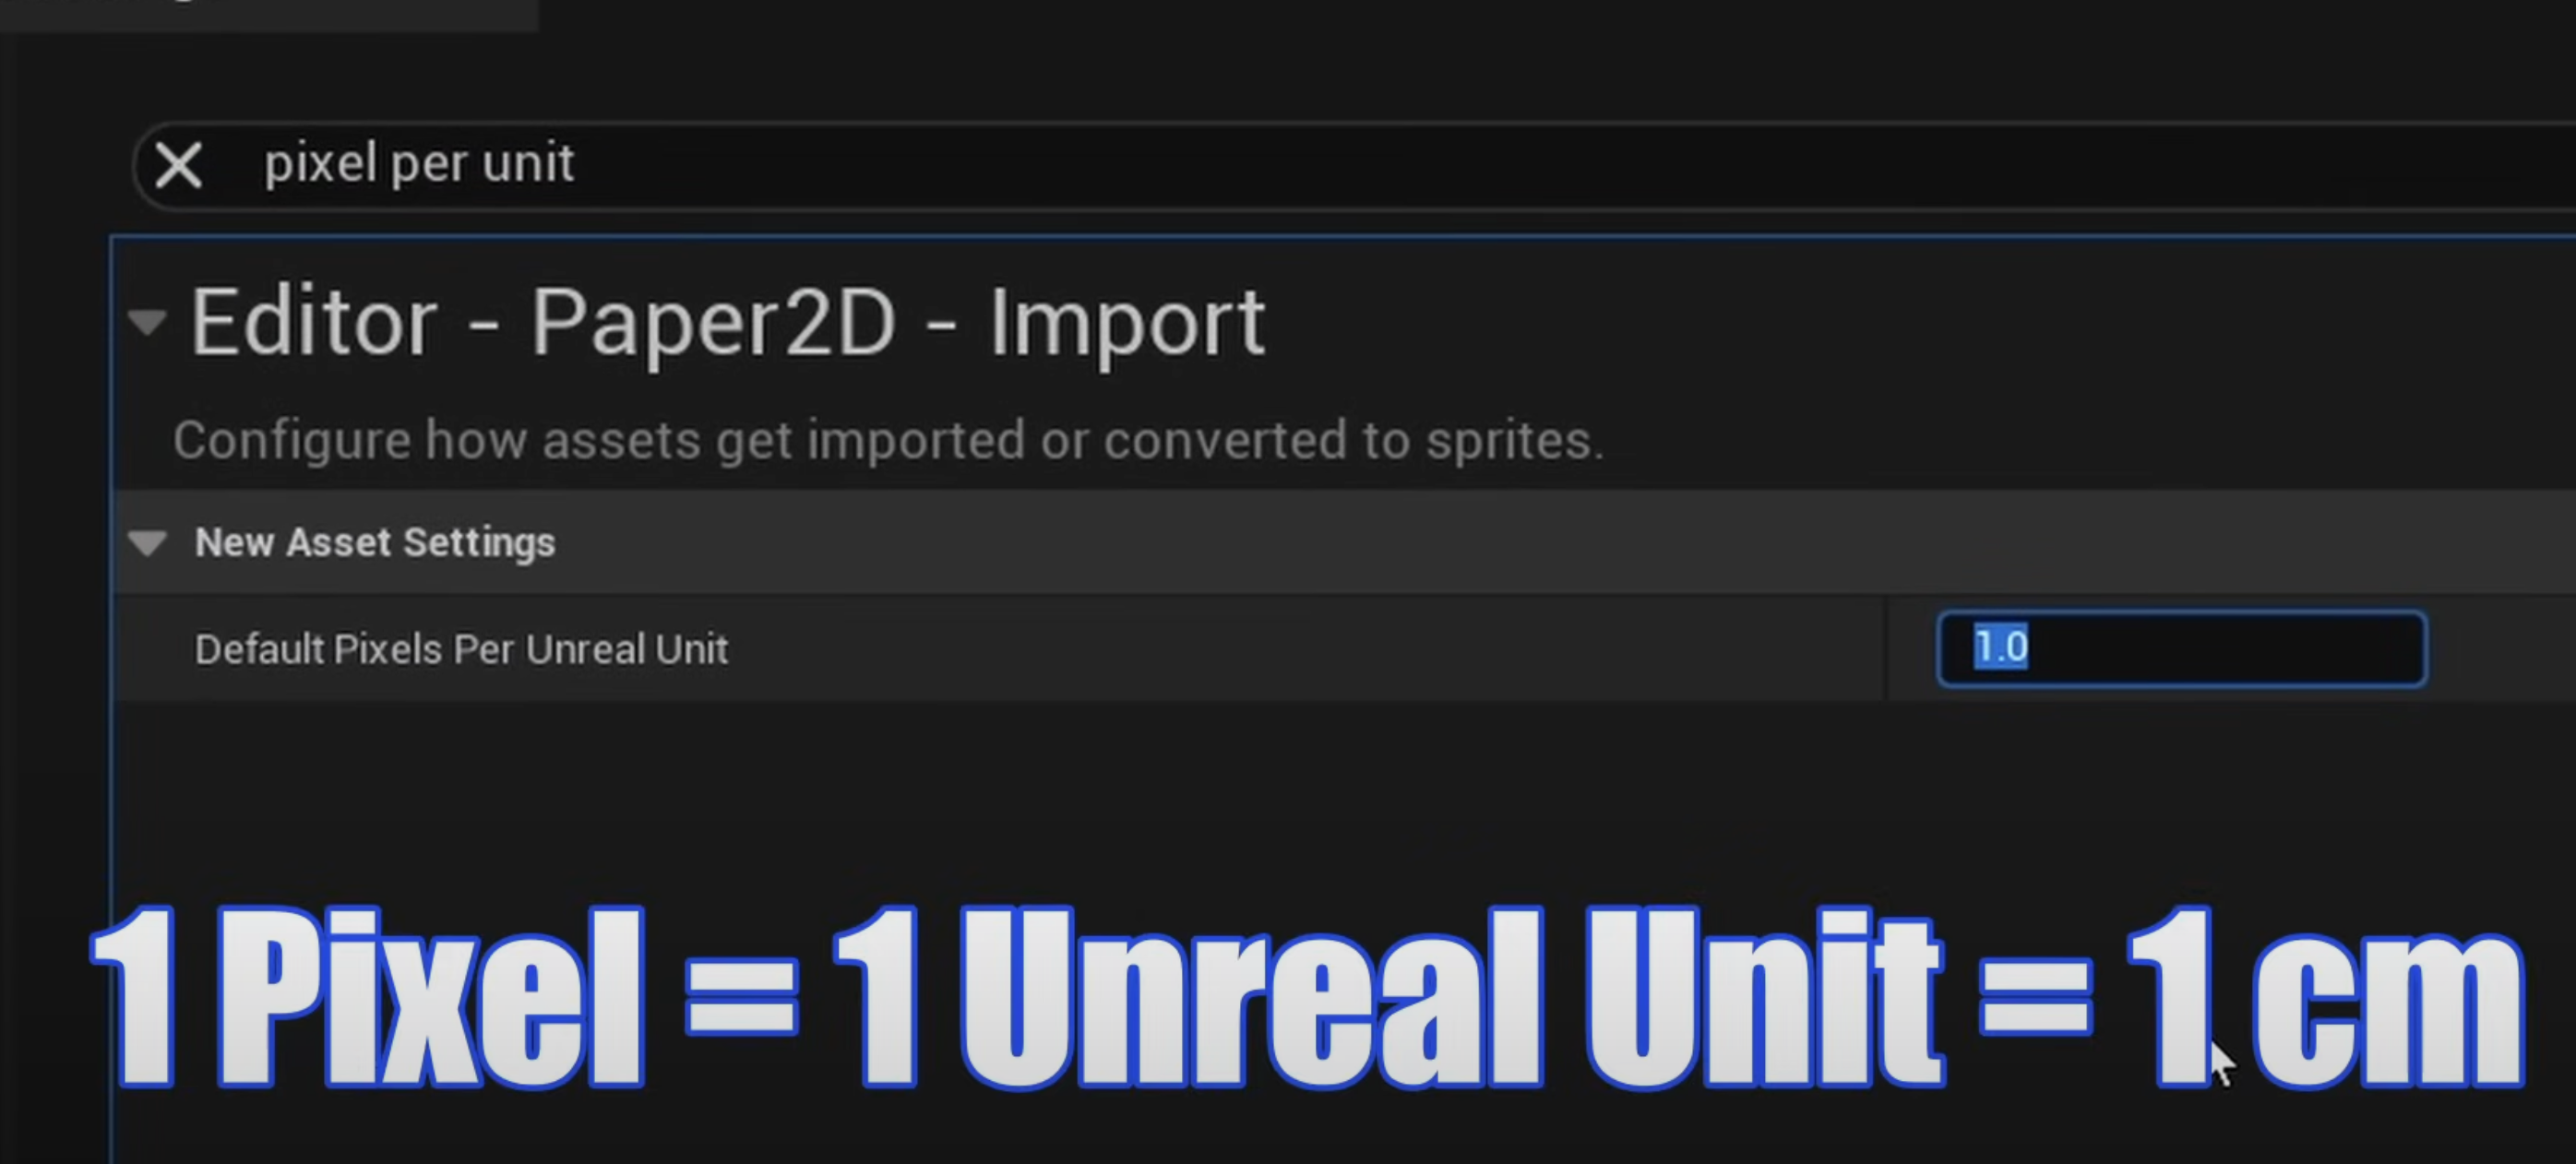 pixel per unit
Editor - Paper2D - Import
Configure how assets get imported or converted to sprites.
New Asset Settings
Default Pixels Per Unreal Unit
1.0
1 Pixel = 1 Unreal Unit = 1 cm